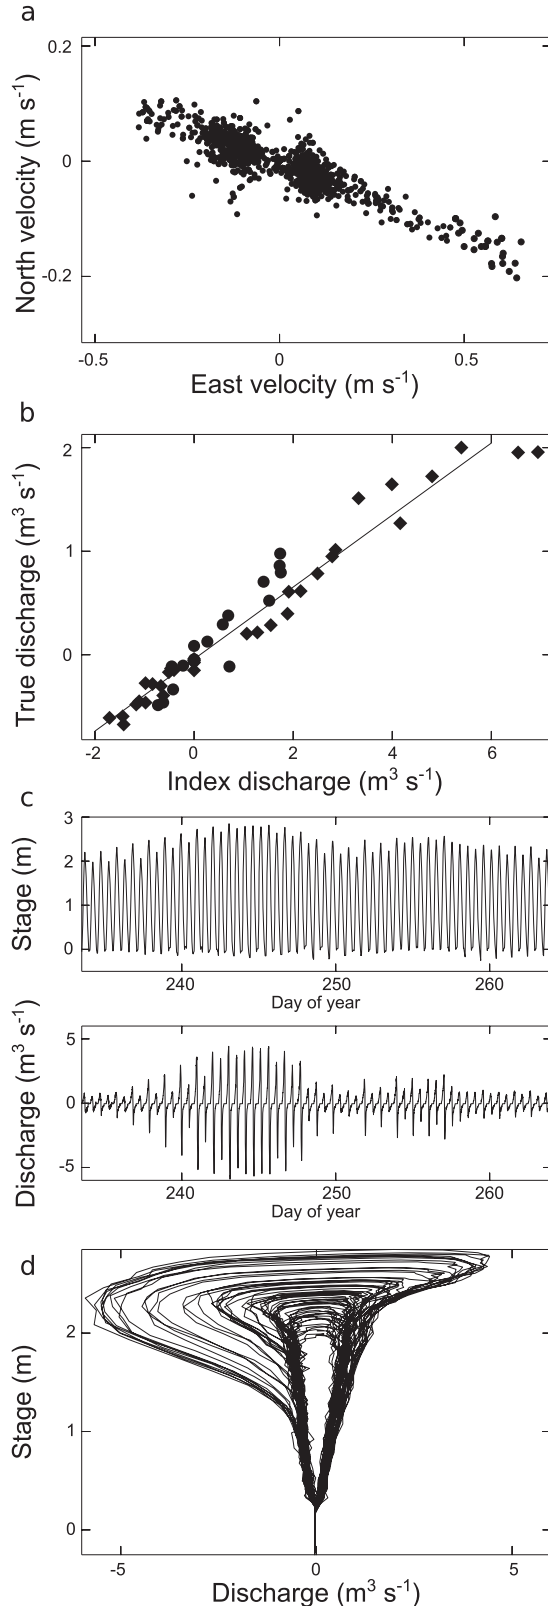 a
0.2
0
-0.2
North velocity (m s-1)
-0.5
0
0.5
East velocity (m s-1)
b
2
1
0
True discharge (m3 s-1)
-2
0
2
4
6
Index discharge (m3 s-1)
c
3
2
1
0
Stage (m)
240
250
260
Day of year
5
0
-5
Discharge (m3 s-1)
240
250
260
Day of year
d
2
1
0
Stage (m)
-5
0
5
Discharge (m3 s-1)